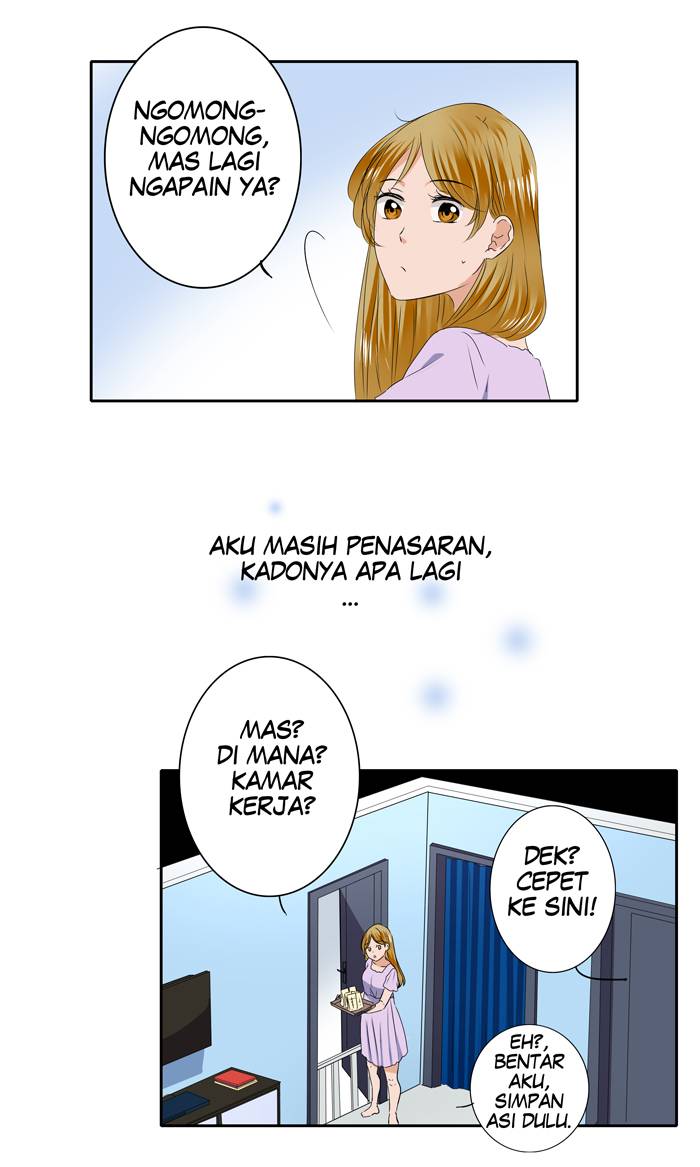 NGOMONG-
NGOMONG,
MAS LAGI
NGAPAIN YA?
AKU MASIH PENASARAN,
KADONYA APA LAGI
...
MAS?
DI MANA?
KAMAR
KERJA?
DEK?
CEPET
KE SINI!
EH?,
BENTAR
AKU,
SIMPAN
ASI DULU.